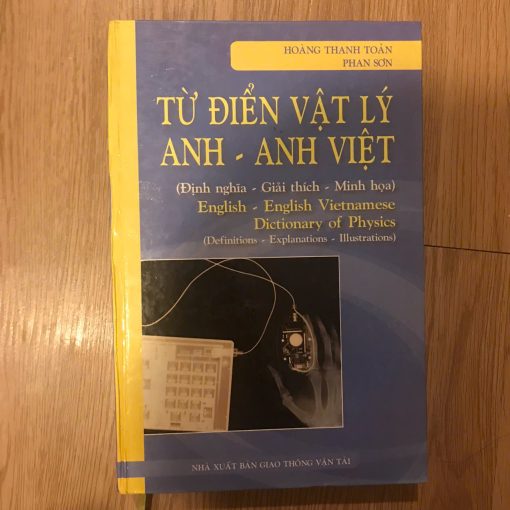 HOÀNG THANH TOẢN
PHAN SƠN
TỪ ĐIỂN VẬT LÝ
ANH - ANH VIỆT
(Định nghĩa - Giải thích - Minh họa)
English - English Vietnamese
Dictionary of Physics
(Definitions - Explanations - Illustrations)
NHÀ XUẤT BẢN GIAO THÔNG VẬN TẢI